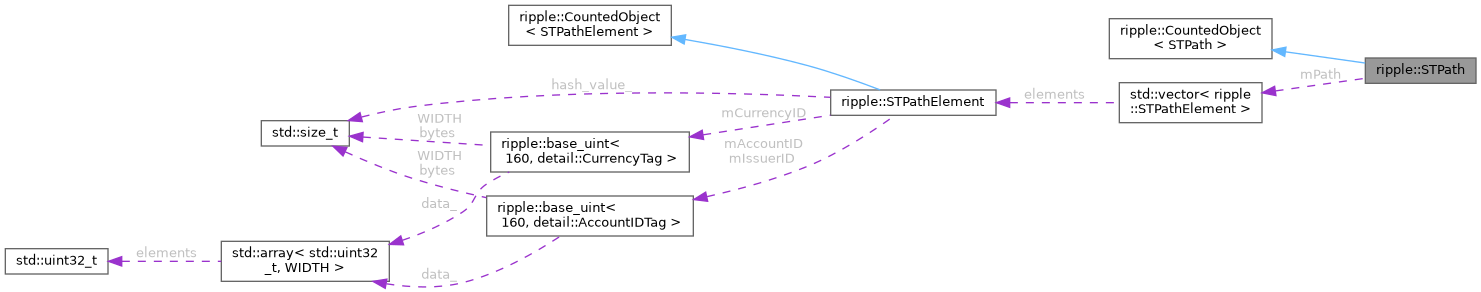 ripple::CountedObject
< STPathElement >
ripple::CountedObject
< STPath >
ripple::STPath
mPath
std::vector< ripple
::STPathElement >
elements
ripple::STPathElement
hash_value_
mCurrencyID
mAccountID
mIssuerID
std::size_t
WIDTH
bytes
ripple::base_uint<
160, detail::CurrencyTag >
WIDTH
bytes
ripple::base_uint<
160, detail::AccountIDTag >
data_
std::array< std::uint32
_t, WIDTH >
elements
std::uint32_t
data_